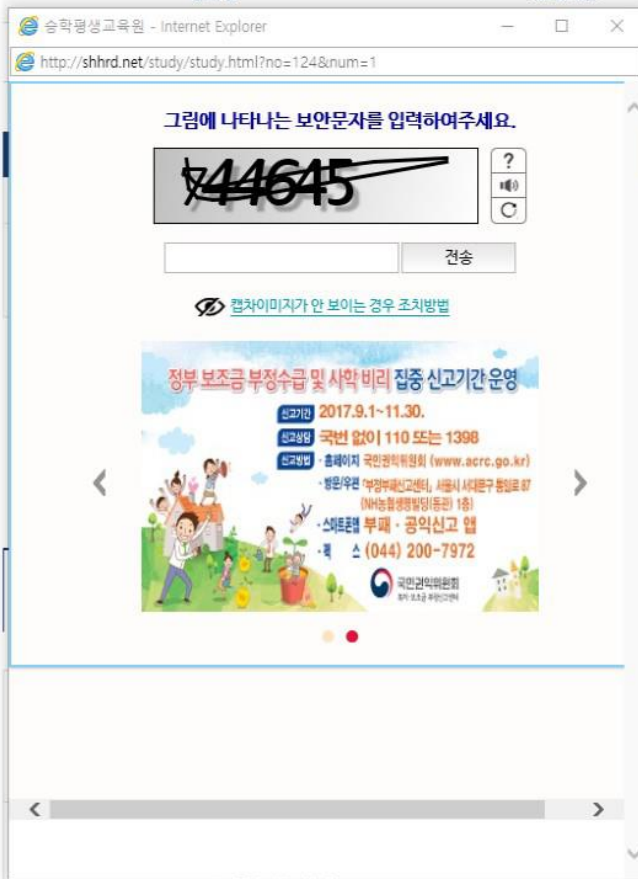 승학평생교육원 - Internet Explorer
http://shhrd.net/study/study.html?no=124&num=1
그림에 나타나는 보안문자를 입력하여주세요.
?
전송
캡차이미지가 안 보이는 경우 조치방법
정부 보조금 부정수급 및 사학 비리 집중 신고기간 운영
신고기간 2017.9.1~11.30.
신고상담 국번 없이 110 또는 1398
신고방법 · 홈페이지 국민권익위원회 (www.acrc.go.kr)
· 방문/우편 「부정부패신고센터」 서울시 서대문구 통일로 87
(NH농협생명빌딩(동관) 1층)
· 스마트폰앱 부패 · 공익신고 앱
· 팩 스 (044) 200-7972
국민권익위원회